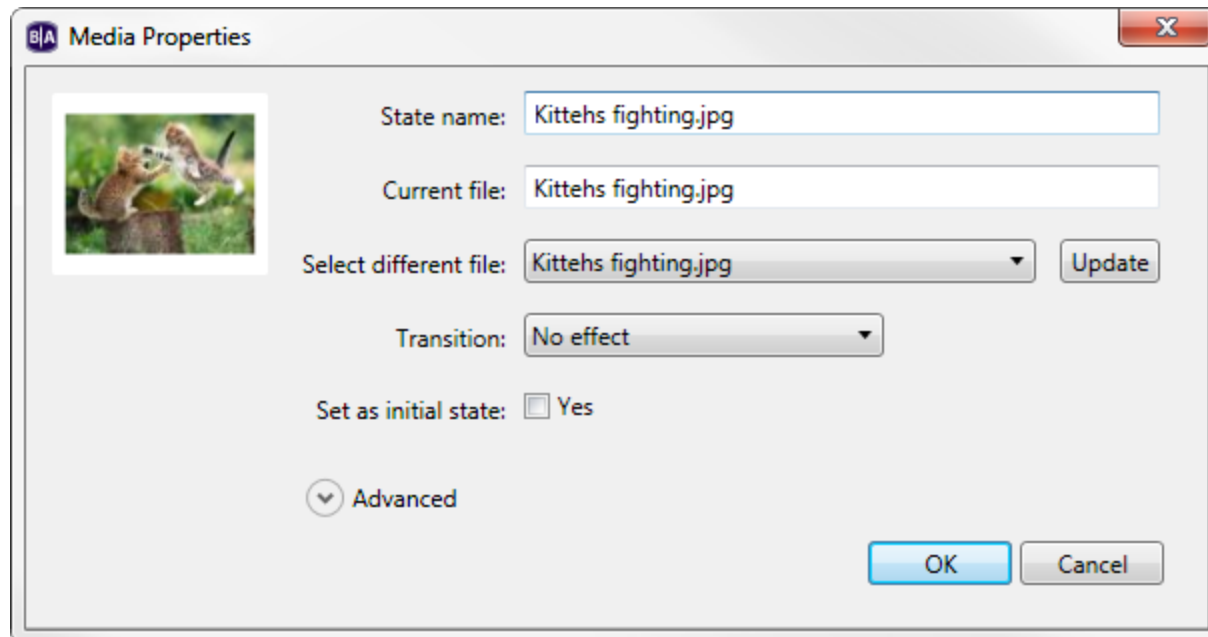 B|A Media Properties
State name: Kittehs fighting.jpg
Current file: Kittehs fighting.jpg
Select different file: Kittehs fighting.jpg Update
Transition: No effect
Set as initial state: Yes
Advanced
OK Cancel